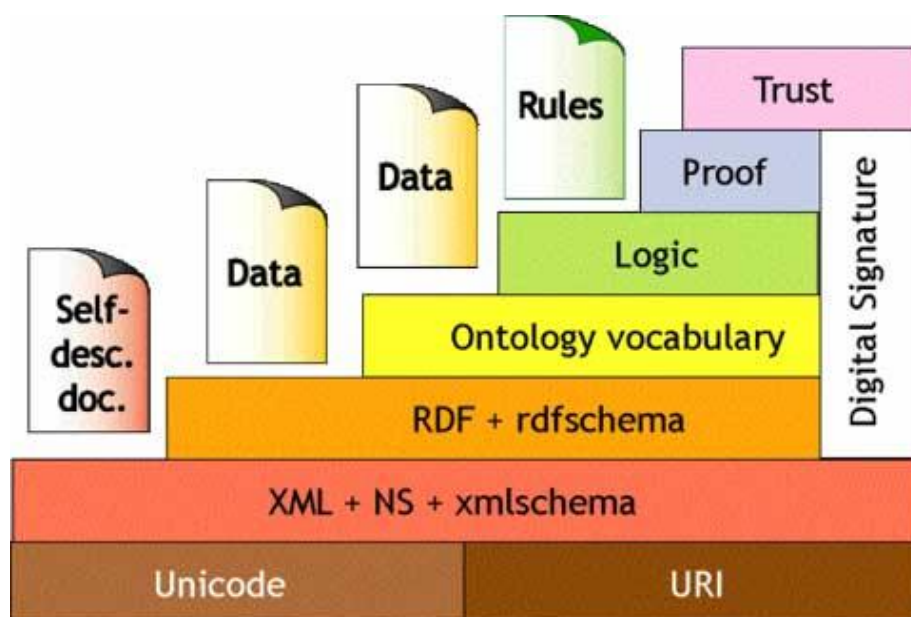 Rules
Trust
Data
Proof
Data
Logic
Self-
desc.
doc.
Ontology vocabulary
Digital Signature
RDF + rdfschema
XML + NS + xmlschema
Unicode
URI